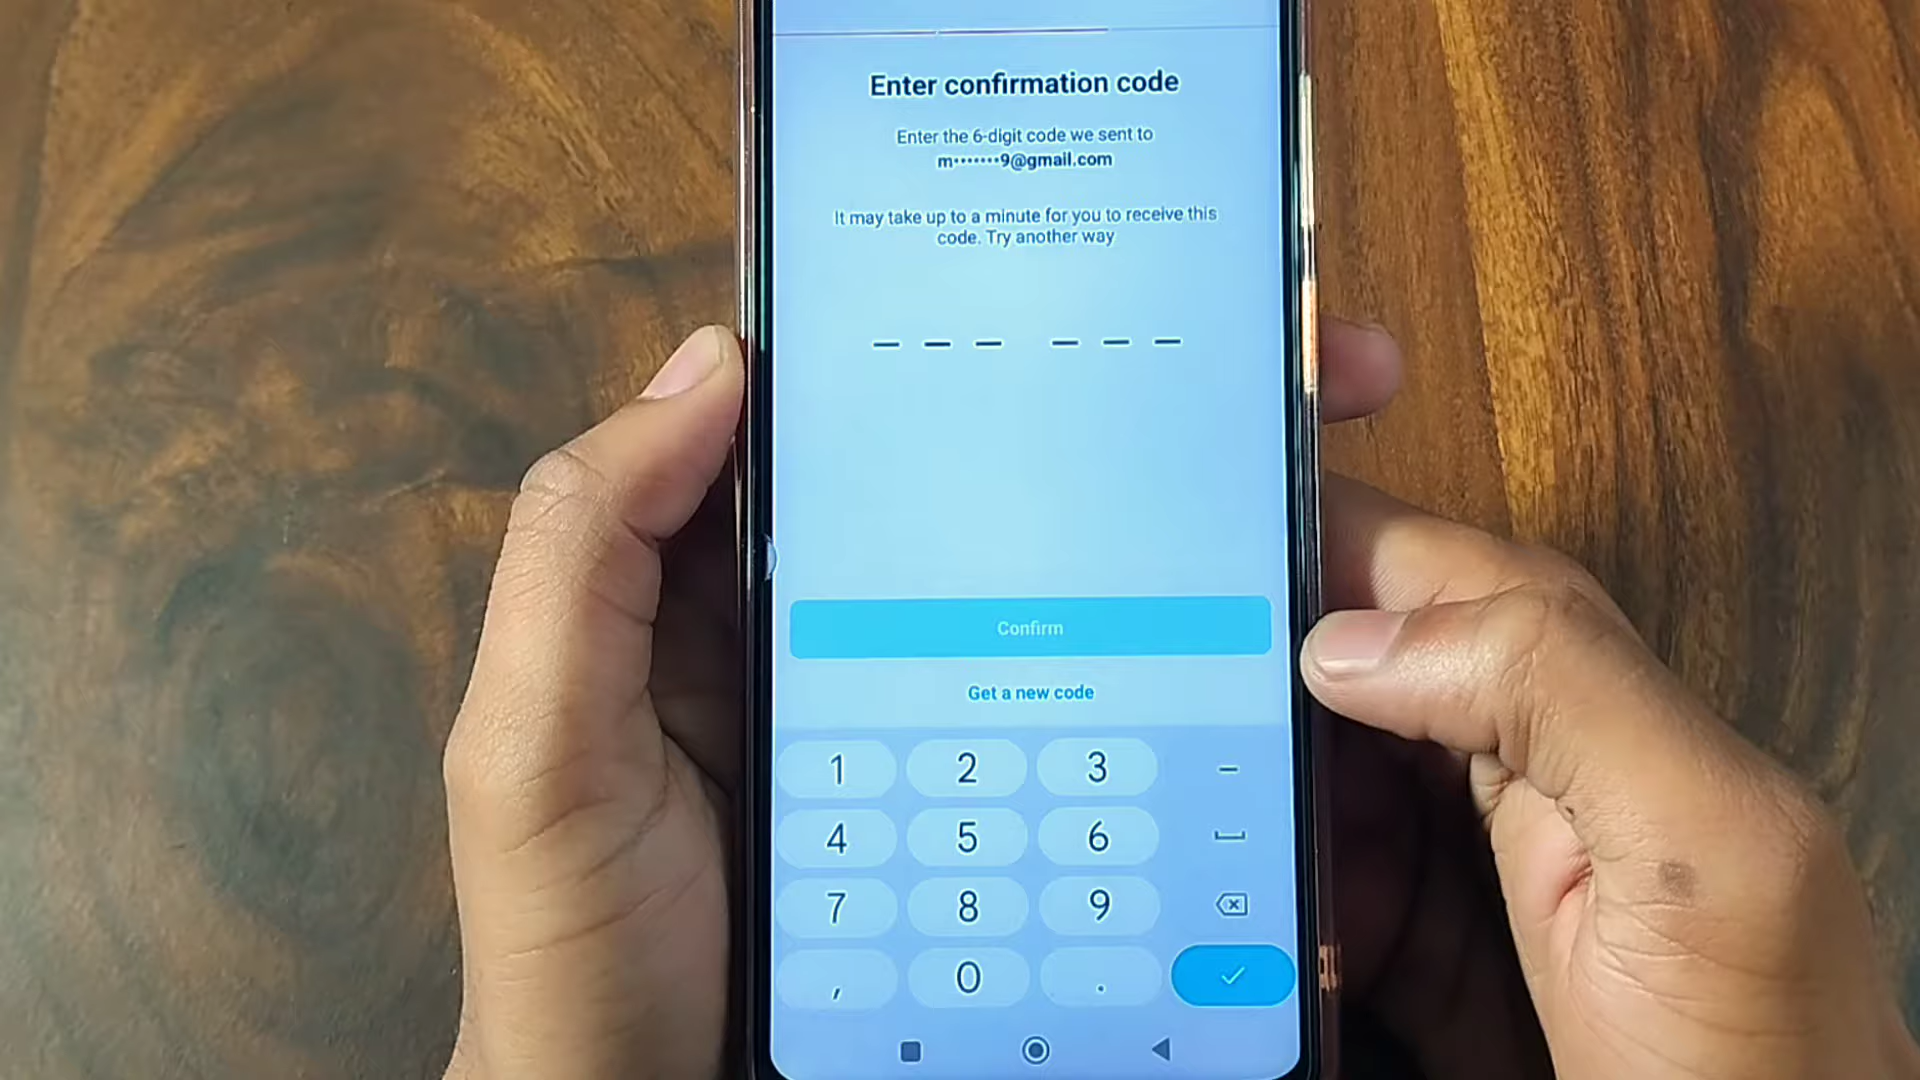 Enter confirmation code
Enter the 6-digit code we sent to
m•••••••9@gmail.com
It may take up to a minute for you to receive this
code. Try another way
Confirm
Get a new code
1 2 3 -
4 5 6
7 8 9
, 0 .